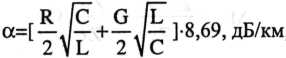 α=[ R/2 √(C/L) + G/2 √(L/C) ]·8,69, дБ/км